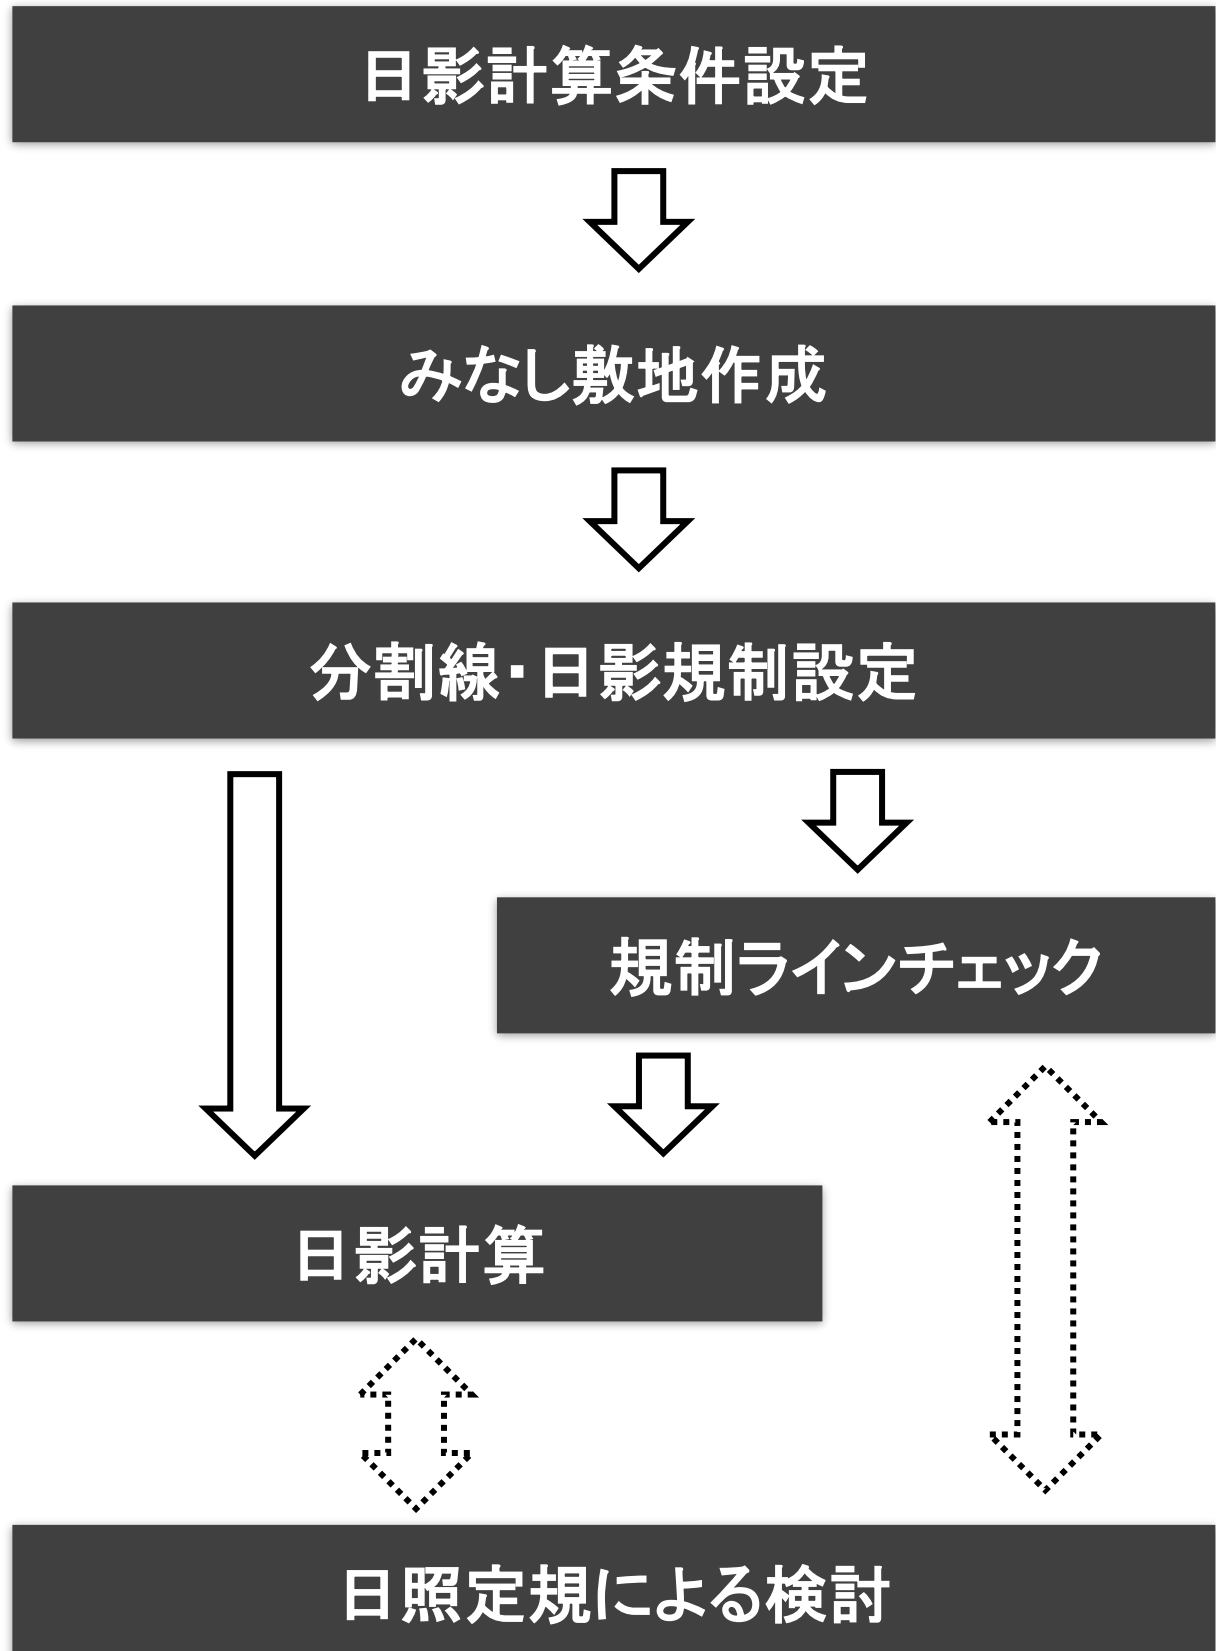 日影計算条件設定
みなし敷地作成
分割線・日影規制設定
規制ラインチェック
日影計算
日照定規による検討